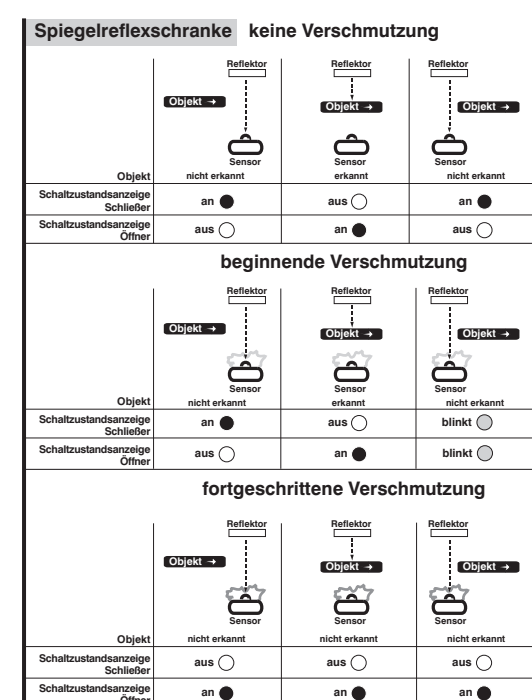 Spiegelreflexschranke keine Verschmutzung
Reflektor Reflektor Reflektor
Objekt → Objekt → Objekt →
Sensor Sensor Sensor
Objekt nicht erkannt erkannt nicht erkannt
Schaltzustandsanzeige
Schließer an aus an
Schaltzustandsanzeige
Öffner aus an aus
beginnende Verschmutzung
Reflektor Reflektor Reflektor
Objekt → Objekt → Objekt →
Sensor Sensor Sensor
Objekt nicht erkannt erkannt nicht erkannt
Schaltzustandsanzeige
Schließer an aus blinkt
Schaltzustandsanzeige
Öffner aus an blinkt
fortgeschrittene Verschmutzung
Reflektor Reflektor Reflektor
Objekt → Objekt → Objekt →
Sensor Sensor Sensor
Objekt nicht erkannt nicht erkannt nicht erkannt
Schaltzustandsanzeige
Schließer aus aus aus
Schaltzustandsanzeige
Öffner an an an